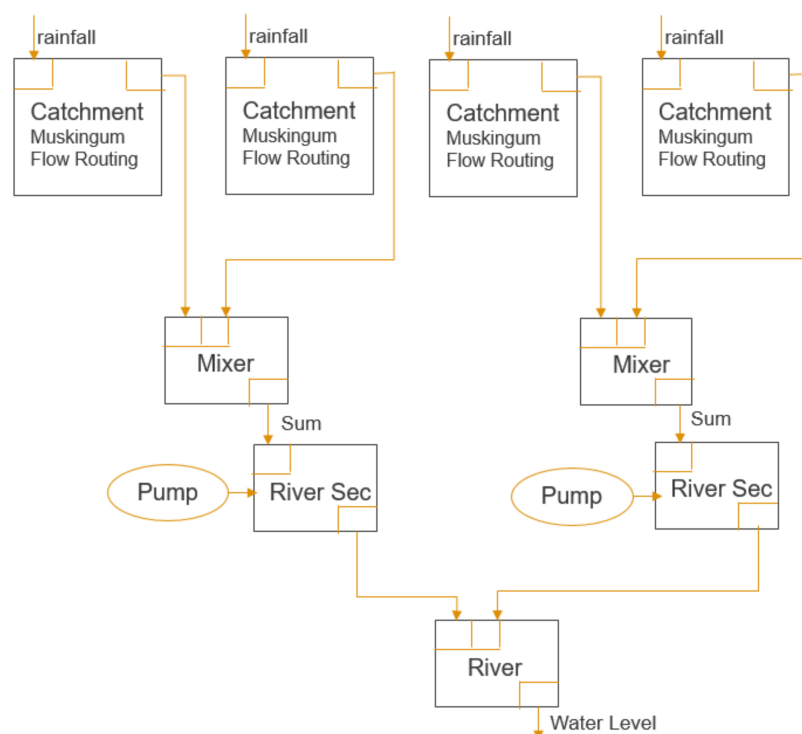 rainfall
rainfall
rainfall
rainfall
Catchment
Muskingum
Flow Routing
Catchment
Muskingum
Flow Routing
Catchment
Muskingum
Flow Routing
Catchment
Muskingum
Flow Routing
Mixer
Mixer
Sum
Sum
Pump
River Sec
Pump
River Sec
River
Water Level